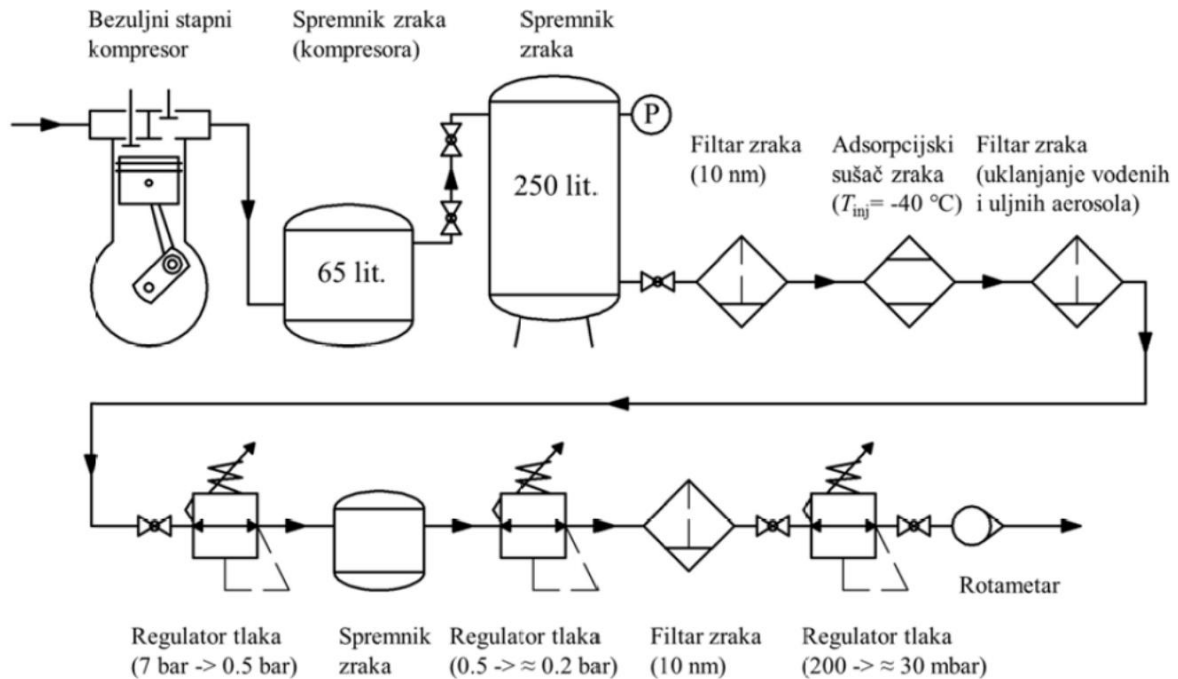 Bezuljni stapni
kompresor
Spremnik zraka
(kompresora)
Spremnik
zraka
P
250 lit.
65 lit.
Filtar zraka
(10 nm)
Adsorpcijski
sušač zraka
(Tinj= -40 °C)
Filtar zraka
(uklanjanje vodenih
i uljnih aerosola)
Regulator tlaka
(7 bar -> 0.5 bar)
Spremnik
zraka
Regulator tlaka
(0.5 -> ≈ 0.2 bar)
Filtar zraka
(10 nm)
Regulator tlaka
(200 -> ≈ 30 mbar)
Rotametar